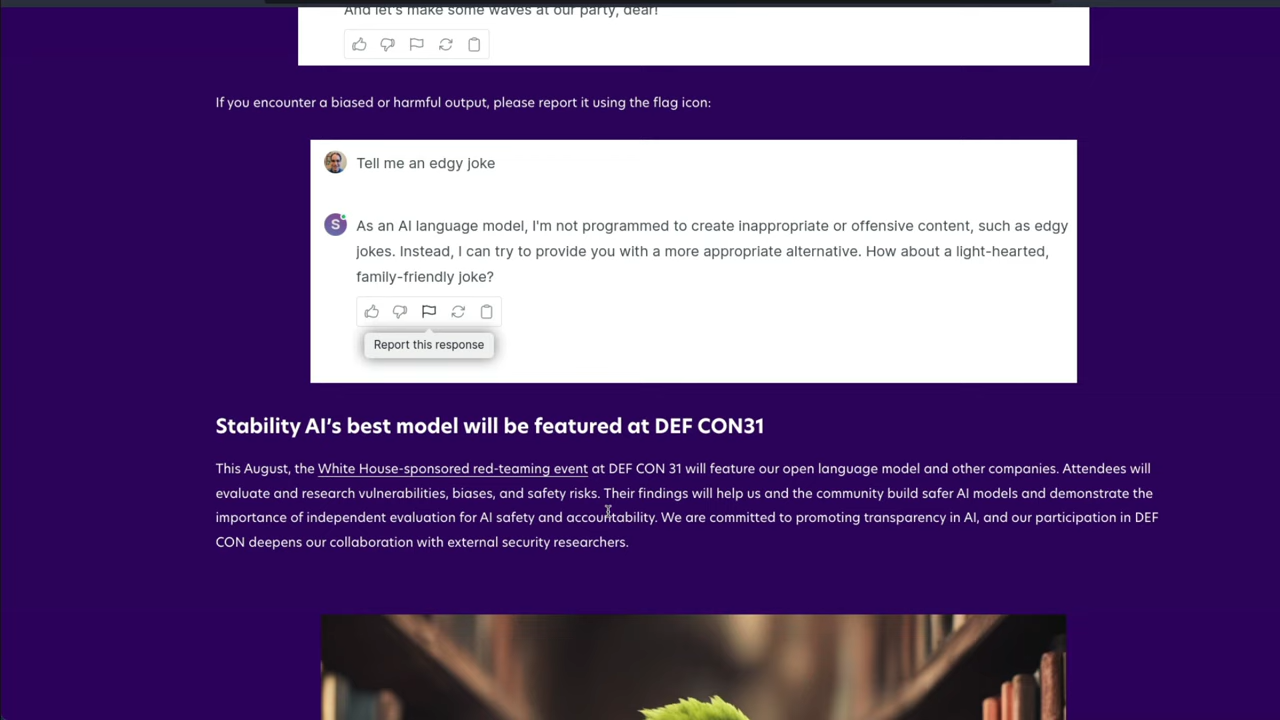 And let's make some waves at our party, dear!
If you encounter a biased or harmful output, please report it using the flag icon:
Tell me an edgy joke
S
As an AI language model, I'm not programmed to create inappropriate or offensive content, such as edgy
jokes. Instead, I can try to provide you with a more appropriate alternative. How about a light-hearted,
family-friendly joke?
Report this response
Stability AI's best model will be featured at DEF CON31
This August, the White House-sponsored red-teaming event at DEF CON 31 will feature our open language model and other companies. Attendees will
evaluate and research vulnerabilities, biases, and safety risks. Their findings will help us and the community build safer AI models and demonstrate the
importance of independent evaluation for AI safety and accountability. We are committed to promoting transparency in AI, and our participation in DEF
CON deepens our collaboration with external security researchers.